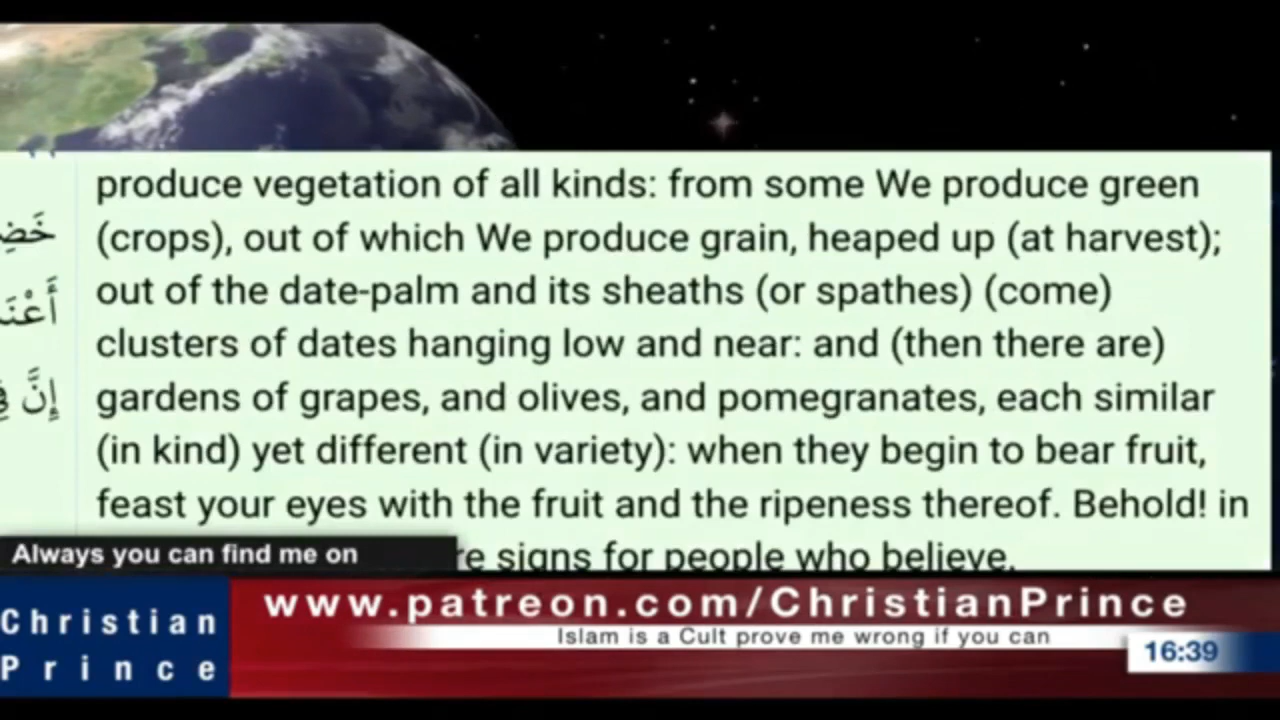 produce vegetation of all kinds: from some We produce green
خَضِ
(crops), out of which We produce grain, heaped up (at harvest);
out of the date-palm and its sheaths (or spathes) (come)
أَعْنَ
clusters of dates hanging low and near: and (then there are)
إِنَّ فِ
gardens of grapes, and olives, and pomegranates, each similar
(in kind) yet different (in variety): when they begin to bear fruit,
feast your eyes with the fruit and the ripeness thereof. Behold! in
re signs for people who believe.
Always you can find me on
Christian
Prince
www.patreon.com/ChristianPrince
Islam is a Cult prove me wrong if you can
16:39